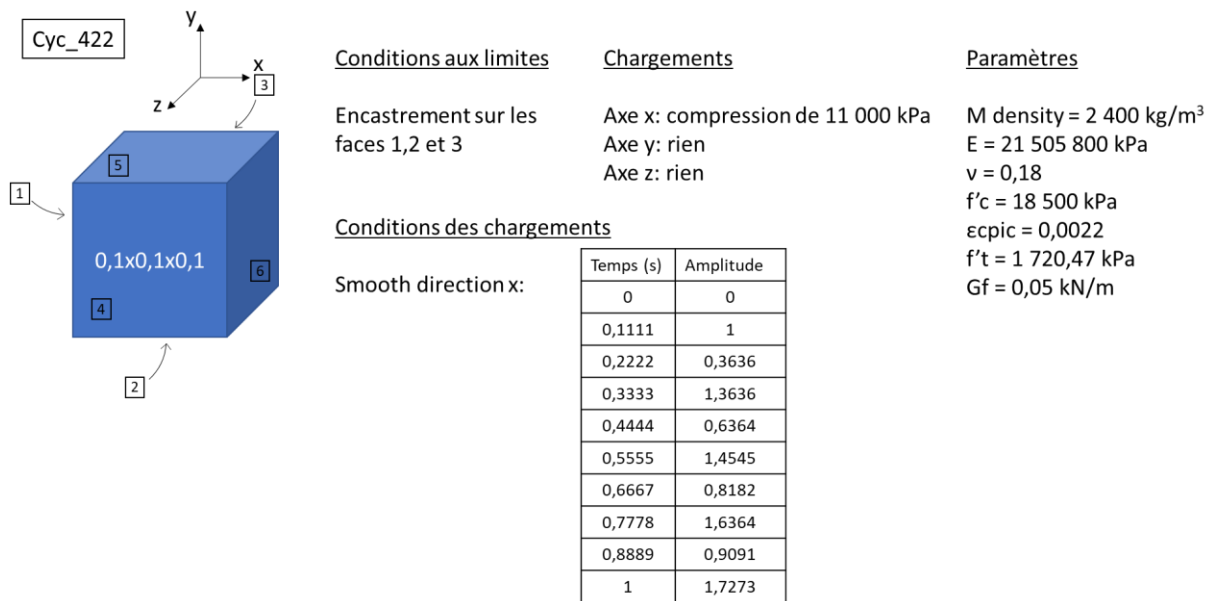 Cyc_422
y
x
z
3
5
1
0,1x0,1x0,1
6
4
2
Conditions aux limites
Encastrement sur les
faces 1,2 et 3
Chargements
Axe x: compression de 11 000 kPa
Axe y: rien
Axe z: rien
Paramètres
M density = 2 400 kg/m³
E = 21 505 800 kPa
ν = 0,18
f'c = 18 500 kPa
εcpic = 0,0022
f't = 1 720,47 kPa
Gf = 0,05 kN/m
Conditions des chargements
Smooth direction x:
Temps (s) Amplitude
0 0
0,1111 1
0,2222 0,3636
0,3333 1,3636
0,4444 0,6364
0,5555 1,4545
0,6667 0,8182
0,7778 1,6364
0,8889 0,9091
1 1,7273